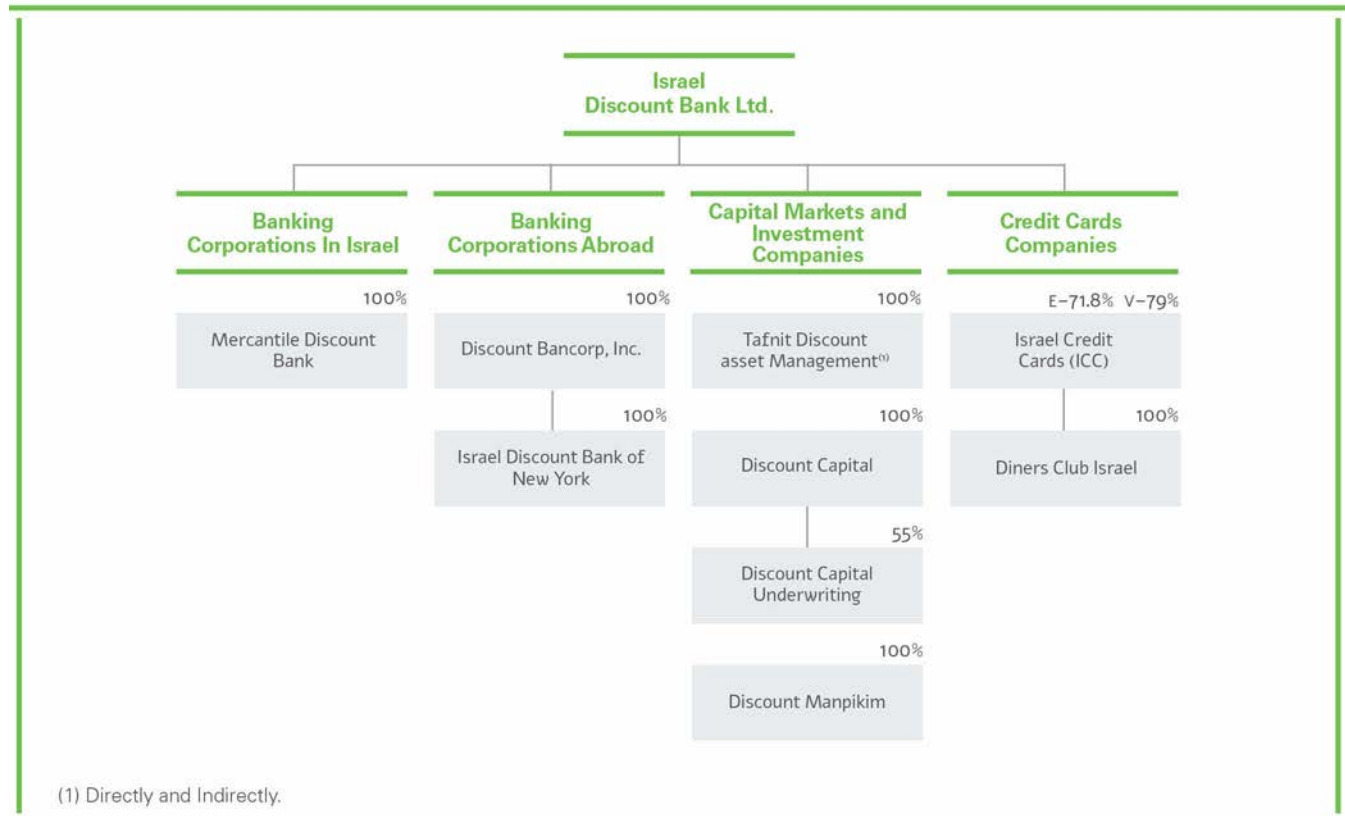 Israel
Discount Bank Ltd.
Banking
Corporations In Israel
Banking
Corporations Abroad
Capital Markets and
Investment
Companies
Credit Cards
Companies
100%
Mercantile Discount
Bank
100%
Discount Bancorp, Inc.
100%
Israel Discount Bank of
New York
100%
Tafnit Discount
asset Management(1)
100%
Discount Capital
55%
Discount Capital
Underwriting
100%
Discount Manpikim
E–71.8% V–79%
Israel Credit
Cards (ICC)
100%
Diners Club Israel
(1) Directly and Indirectly.